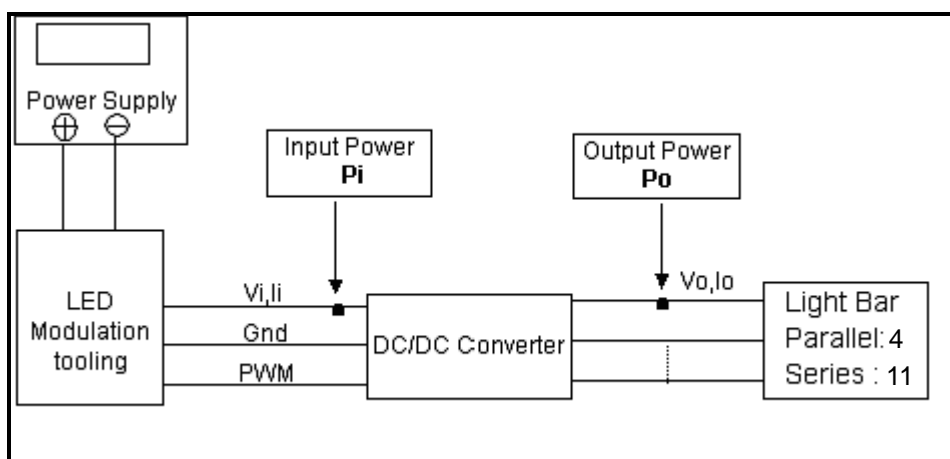 Power Supply
Input Power
Pi
Output Power
Po
LED
Modulation
tooling
Vi,Ii
Gnd
PWM
DC/DC Converter
Vo,Io
Light Bar
Parallel: 4
Series : 11